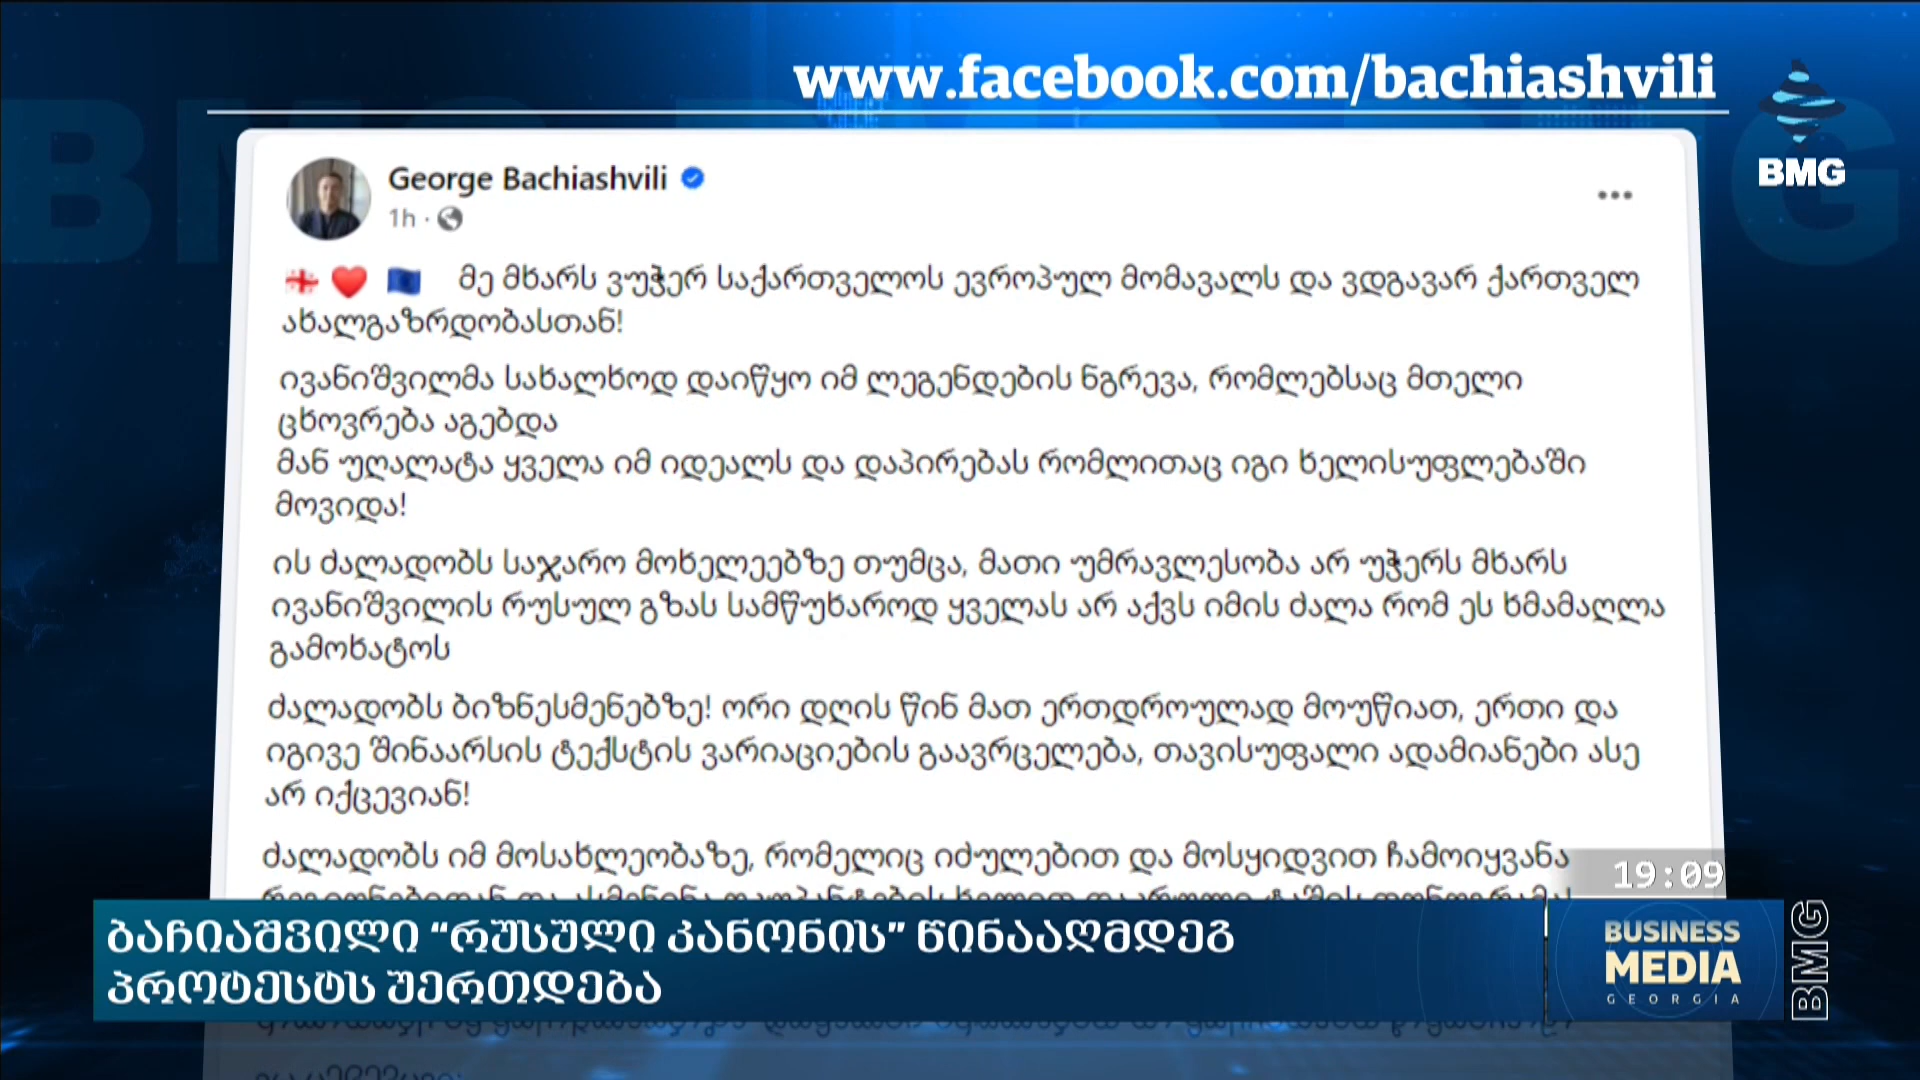 www.facebook.com/bachiashvili
BMG
George Bachiashvili
1h ·
მე მხარს ვუჭერ საქართველოს ევროპულ მომავალს და ვდგავარ ქართველ
ახალგაზრდობასთან!
ივანიშვილმა სახალხოდ დაიწყო იმ ლეგენდების ნგრევა, რომლებსაც მთელი
ცხოვრება აგებდა
მან უღალატა ყველა იმ იდეალს და დაპირებას რომლითაც იგი ხელისუფლებაში
მოვიდა!
ის ძალადობს საჯარო მოხელეებზე თუმცა, მათი უმრავლესობა არ უჭერს მხარს
ივანიშვილის რუსულ გზას სამწუხაროდ ყველას არ აქვს იმის ძალა რომ ეს ხმამაღლა
გამოხატოს
ძალადობს ბიზნესმენებზე! ორი დღის წინ მათ ერთდროულად მოუწიათ, ერთი და
იგივე შინაარსის ტექსტის ვარიაციების გაავრცელება, თავისუფალი ადამიანები ასე
არ იქცევიან!
ძალადობს იმ მოსახლეობაზე, რომელიც იძულებით და მოსყიდვით ჩამოიყვანა
19:09
ბაჩიაშვილი “რუსული კანონის” წინააღმდეგ
პროტესტს უერთდება
BUSINESS
MEDIA
GEORGIA
BMG